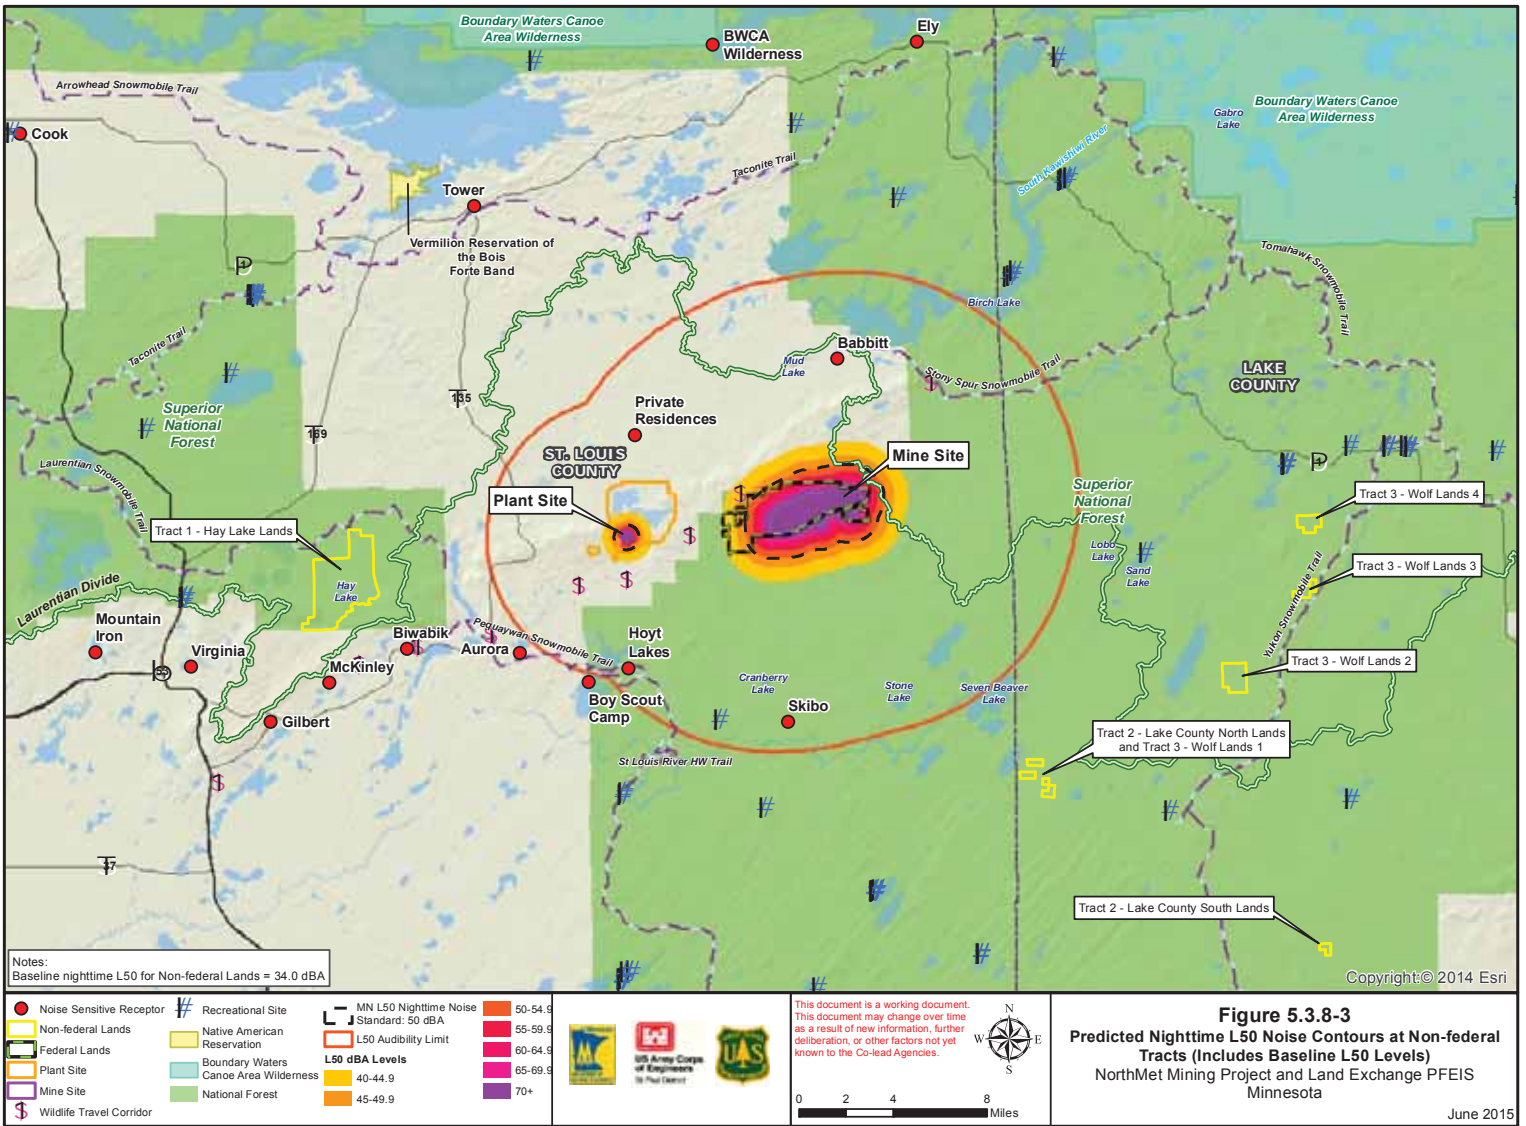 Boundary Waters Canoe
Area Wilderness
BWCA
Wilderness
Ely
Arrowhead Snowmobile Trail
Cook
Boundary Waters Canoe
Area Wilderness
Gabro
Lake
South Kawishiwi River
Taconite Trail
Tower
Vermilion Reservation of
the Bois
Forte Band
Tomahawk Snowmobile Trail
Birch Lake
Taconite Trail
Babbitt
Mud
Lake
Stony Spur Snowmobile Trail
LAKE
COUNTY
135
Private
Residences
Superior
National
Forest
169
ST. LOUIS
COUNTY
Mine Site
Laurentian Snowmobile Trail
Plant Site
Superior
National
Forest
Tract 3 - Wolf Lands 4
Tract 1 - Hay Lake Lands
Lobo
Lake
Sand
Lake
Tract 3 - Wolf Lands 3
Hay
Lake
Laurentian Divide
Yukon Snowmobile Trail
Mountain
Iron
Virginia
Biwabik
Pequaywan Snowmobile Trail
Aurora
Hoyt
Lakes
Tract 3 - Wolf Lands 2
53
McKinley
Cranberry
Lake
Stone
Lake
Seven Beaver
Lake
Boy Scout
Camp
Skibo
Gilbert
Tract 2 - Lake County North Lands
and Tract 3 - Wolf Lands 1
St Louis River HW Trail
37
Tract 2 - Lake County South Lands
Notes:
Baseline nighttime L50 for Non-federal Lands = 34.0 dBA
Copyright:© 2014 Esri
Noise Sensitive Receptor
Non-federal Lands
Federal Lands
Plant Site
Mine Site
Wildlife Travel Corridor
Recreational Site
Native American
Reservation
Boundary Waters
Canoe Area Wilderness
National Forest
MN L50 Nighttime Noise
Standard: 50 dBA
L50 Audibility Limit
L50 dBA Levels
40-44.9
45-49.9
50-54.9
55-59.9
60-64.9
65-69.9
70+
US Army Corps
of Engineers
St Paul District
UAS
This document is a working document.
This document may change over time
as a result of new information, further
deliberation, or other factors not yet
known to the Co-lead Agencies.
N
W E
S
0 2 4 8
Miles
Figure 5.3.8-3
Predicted Nighttime L50 Noise Contours at Non-federal
Tracts (Includes Baseline L50 Levels)
NorthMet Mining Project and Land Exchange PFEIS
Minnesota
June 2015